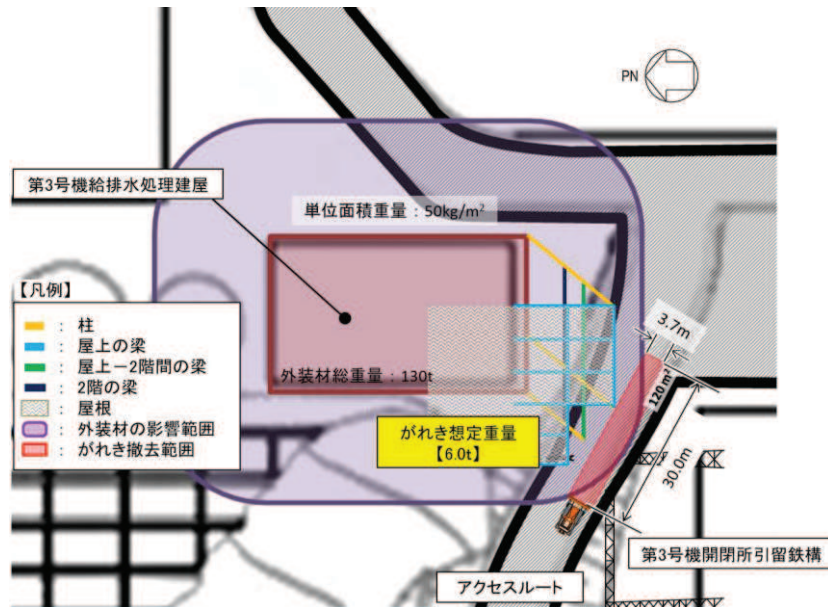 PN
第3号機給排水処理建屋
単位面積重量：50kg/m²
【凡例】
： 柱
： 屋上の梁
： 屋上－2階間の梁
： 2階の梁
： 屋根
： 外装材の影響範囲
： がれき撤去範囲
外装材総重量：130t
がれき想定重量
【6.0t】
3.7m
120m²
30.0m
第3号機開閉所引留鉄構
アクセスルート